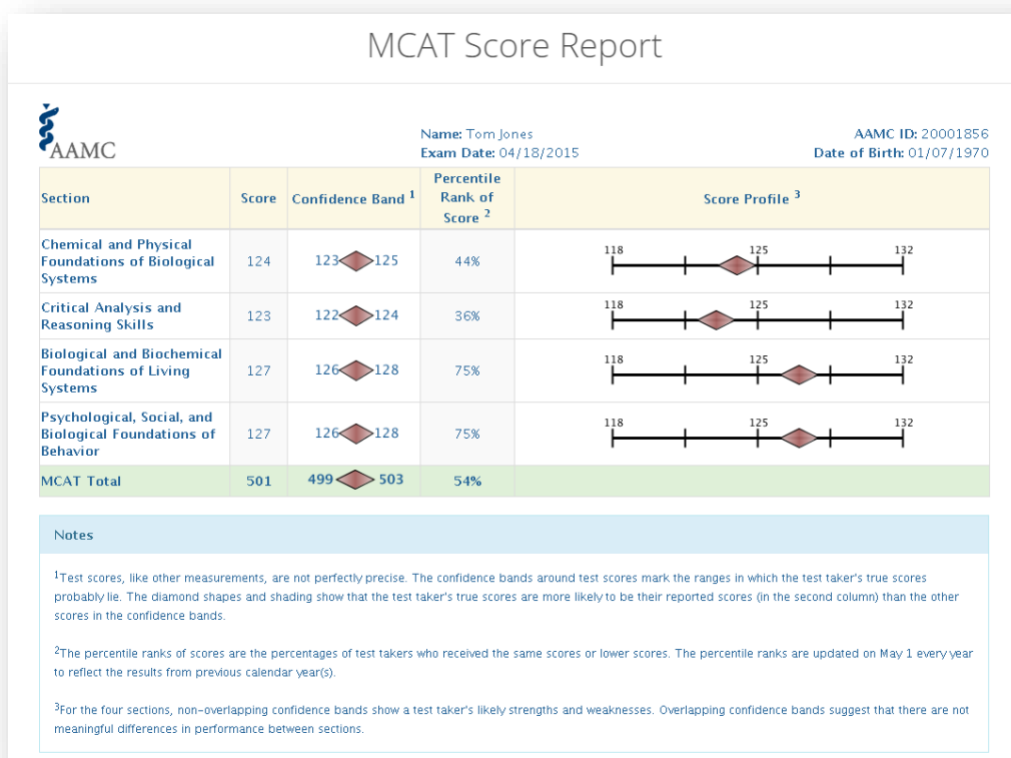 MCAT Score Report
AAMC
Name: Tom Jones
Exam Date: 04/18/2015
AAMC ID: 20001856
Date of Birth: 01/07/1970
Section Score Confidence Band 1 Percentile Rank of Score 2 Score Profile 3
Chemical and Physical Foundations of Biological Systems 124 123 125 44% 118 125 132
Critical Analysis and Reasoning Skills 123 122 124 36% 118 125 132
Biological and Biochemical Foundations of Living Systems 127 126 128 75% 118 125 132
Psychological, Social, and Biological Foundations of Behavior 127 126 128 75% 118 125 132
MCAT Total 501 499 503 54%
Notes
1Test scores, like other measurements, are not perfectly precise. The confidence bands around test scores mark the ranges in which the test taker's true scores
probably lie. The diamond shapes and shading show that the test taker's true scores are more likely to be their reported scores (in the second column) than the other
scores in the confidence bands.
2The percentile ranks of scores are the percentages of test takers who received the same scores or lower scores. The percentile ranks are updated on May 1 every year
to reflect the results from previous calendar year(s).
3For the four sections, non-overlapping confidence bands show a test taker's likely strengths and weaknesses. Overlapping confidence bands suggest that there are not
meaningful differences in performance between sections.